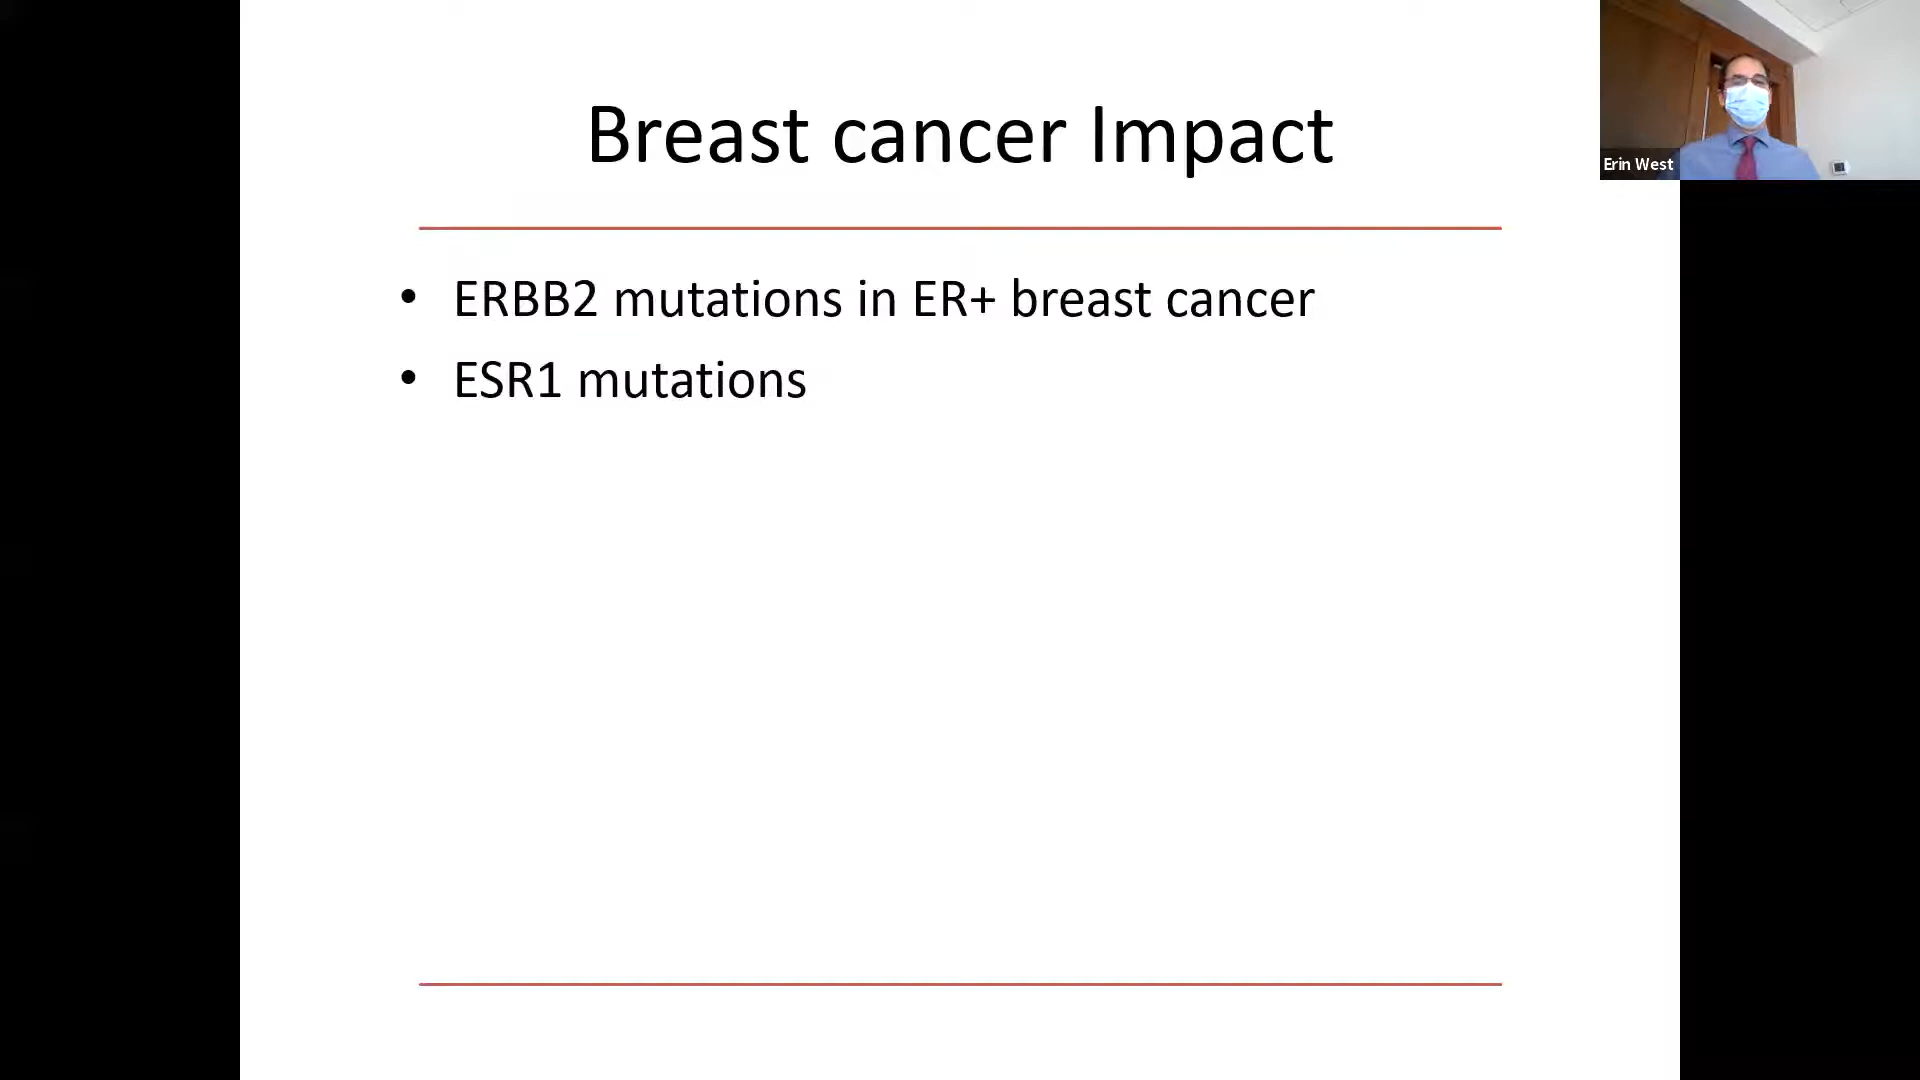 Breast cancer Impact
Erin West
• ERBB2 mutations in ER+ breast cancer
• ESR1 mutations